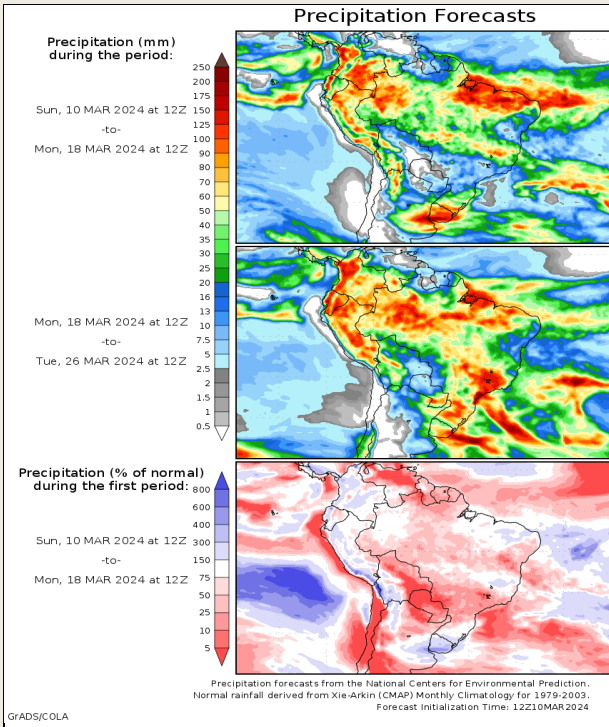 Precipitation Forecasts
Precipitation (mm)
during the period:
250
200
175
150
125
100
90
80
70
60
50
40
35
30
25
20
16
13
10
7.5
5
2.5
2
1.5
1
0.5
Sun, 10 MAR 2024 at 12Z
-to-
Mon, 18 MAR 2024 at 12Z
Mon, 18 MAR 2024 at 12Z
-to-
Tue, 26 MAR 2024 at 12Z
Precipitation (% of normal)
during the first period:
800
600
400
300
150
75
50
25
10
5
Sun, 10 MAR 2024 at 12Z
-to-
Mon, 18 MAR 2024 at 12Z
Precipitation forecasts from the National Centers for Environmental Prediction.
Normal rainfall derived from Xie-Arkin (CMAP) Monthly Climatology for 1979-2003.
Forecast Initialization Time: 12Z10MAR2024
GrADS/COLA